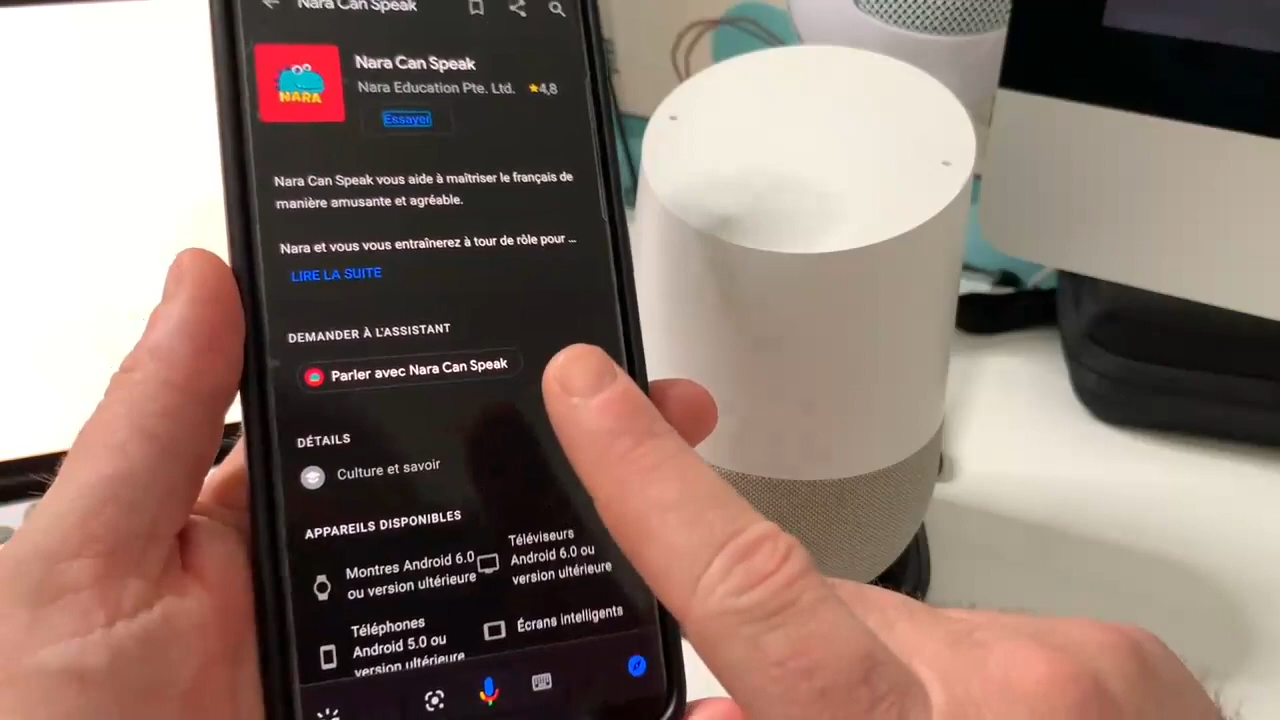 Nara Can Speak
NARA
Nara Can Speak
Nara Education Pte. Ltd. ★4,8
Essayer
Nara Can Speak vous aide à maîtriser le français de
manière amusante et agréable.
Nara et vous vous entraînerez à tour de rôle pour ...
LIRE LA SUITE
DEMANDER À L'ASSISTANT
Parler avec Nara Can Speak
DÉTAILS
Culture et savoir
APPAREILS DISPONIBLES
Montres Android 6.0
ou version ultérieure
Téléviseurs
Android 6.0 ou
version ultérieure
Téléphones
Android 5.0 ou
version ultérieure
Écrans intelligents